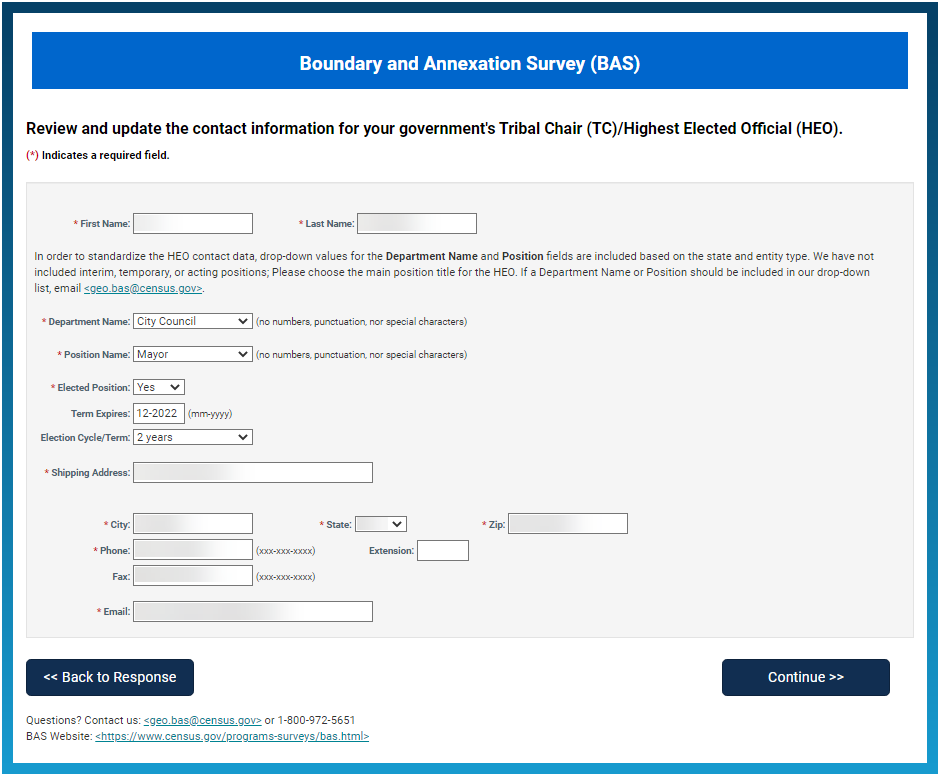 Boundary and Annexation Survey (BAS)
Review and update the contact information for your government's Tribal Chair (TC)/Highest Elected Official (HEO).
(*) Indicates a required field.
* First Name: * Last Name:
In order to standardize the HEO contact data, drop-down values for the Department Name and Position fields are included based on the state and entity type. We have not
included interim, temporary, or acting positions; Please choose the main position title for the HEO. If a Department Name or Position should be included in our drop-down
list, email <geo.bas@census.gov>.
* Department Name: City Council (no numbers, punctuation, nor special characters)
* Position Name: Mayor (no numbers, punctuation, nor special characters)
* Elected Position: Yes
Term Expires: 12-2022 (mm-yyyy)
Election Cycle/Term: 2 years
* Shipping Address:
* City: * State: * Zip:
* Phone: (xxx-xxx-xxxx) Extension:
Fax: (xxx-xxx-xxxx)
* Email:
<< Back to Response Continue >>
Questions? Contact us: <geo.bas@census.gov> or 1-800-972-5651
BAS Website: <https://www.census.gov/programs-surveys/bas.html>